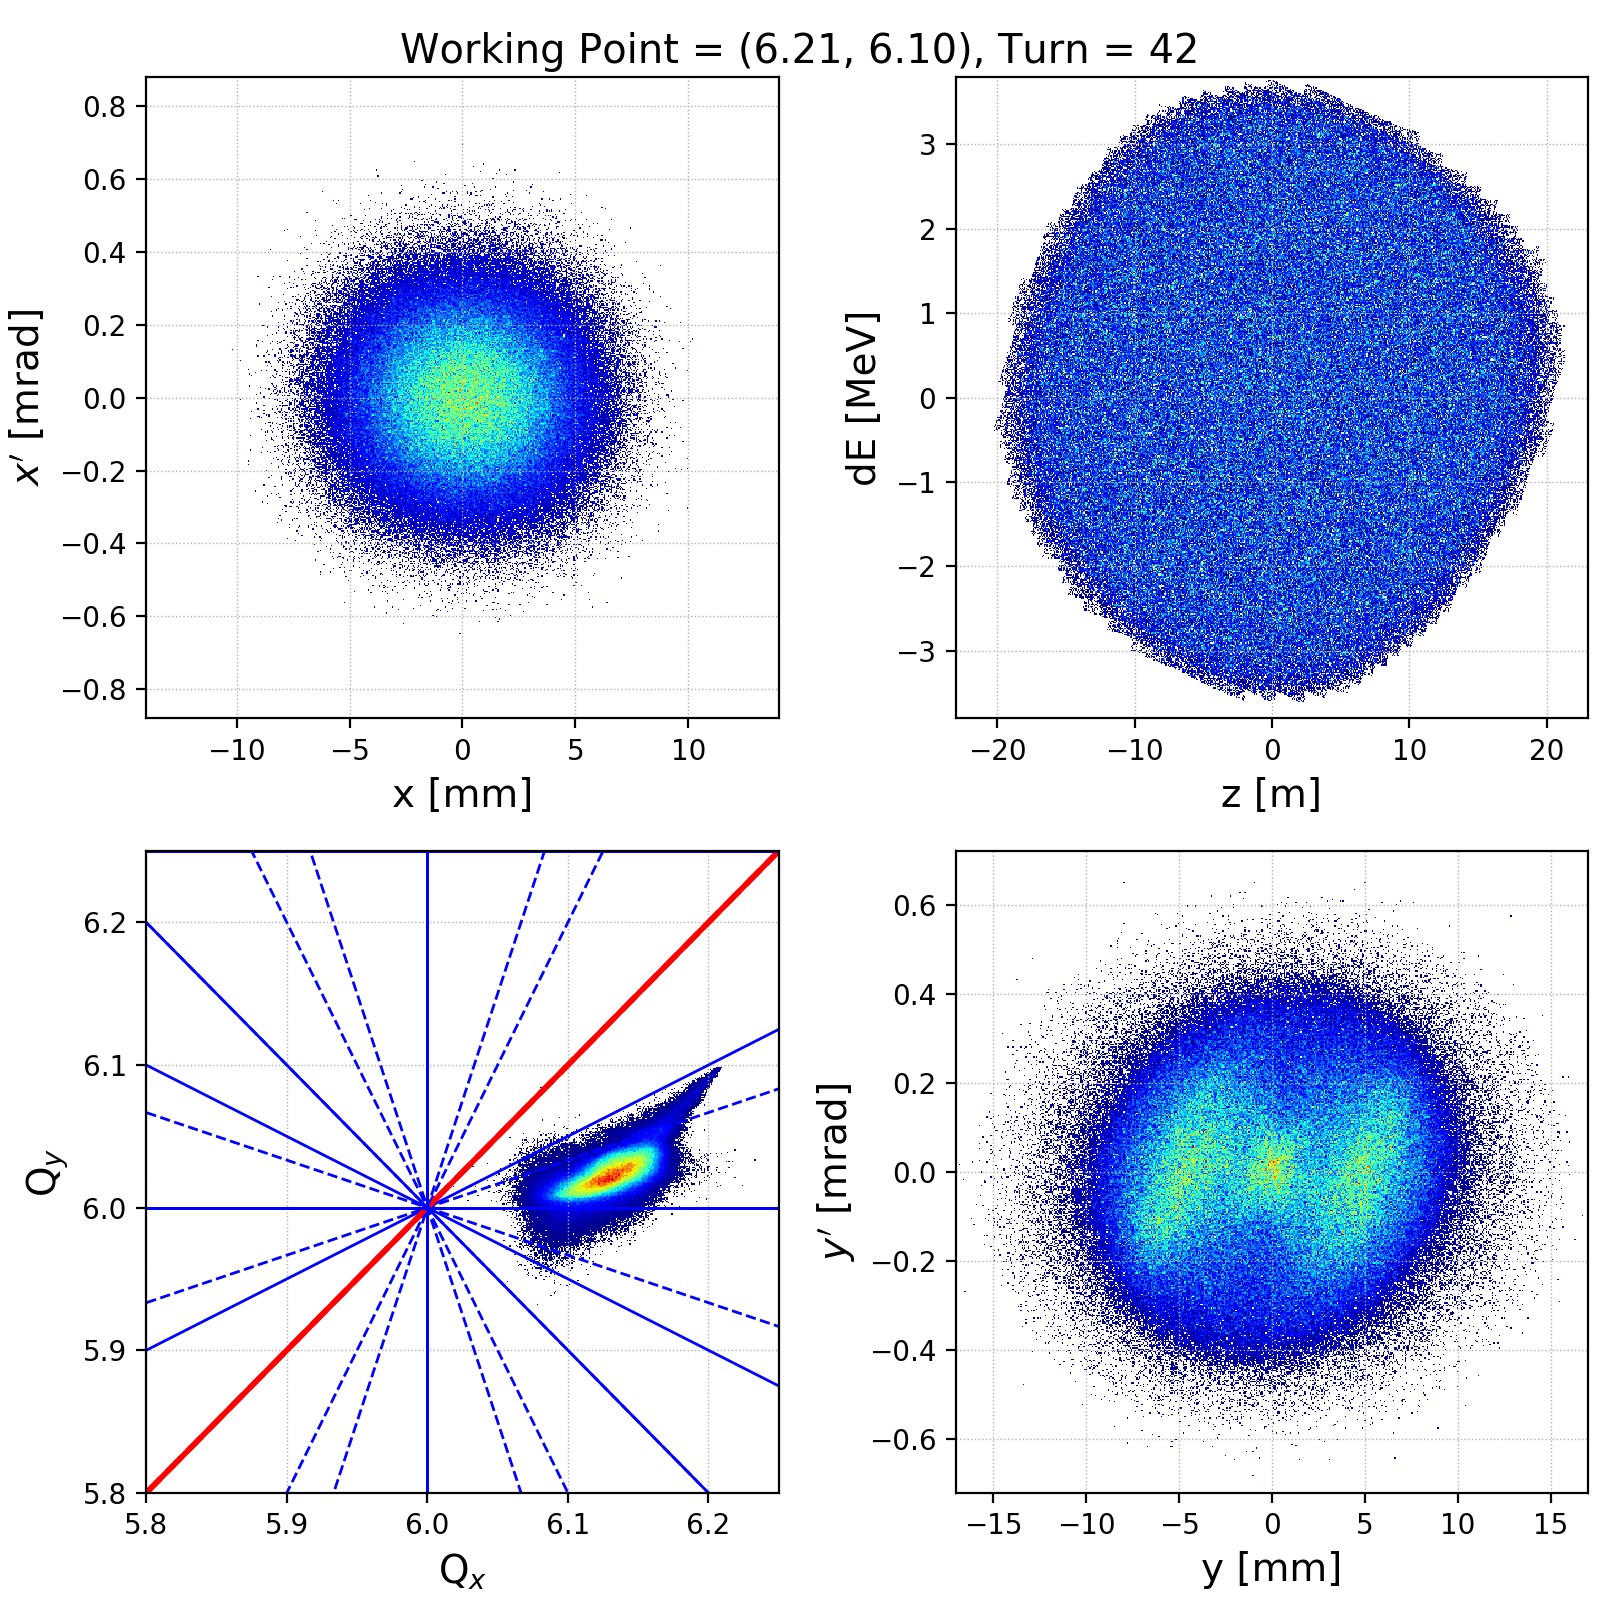 Working Point = (6.21, 6.10), Turn = 42
0.8
0.6
0.4
0.2
0.0
−0.2
−0.4
−0.6
−0.8
x′ [mrad]
−10 −5 0 5 10
x [mm]
3
2
1
0
−1
−2
−3
dE [MeV]
−20 −10 0 10 20
z [m]
6.2
6.1
6.0
5.9
5.8
Qy
5.8 5.9 6.0 6.1 6.2
Qx
0.6
0.4
0.2
0.0
−0.2
−0.4
−0.6
y′ [mrad]
−15 −10 −5 0 5 10 15
y [mm]